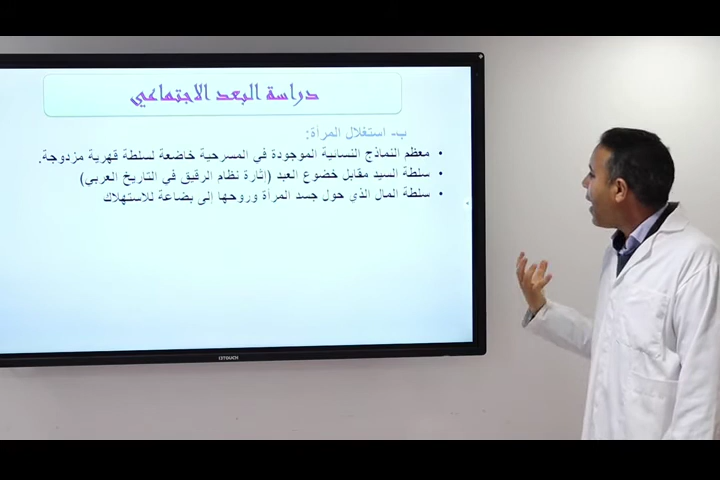 دراسة البعد الاجتماعي
ب- استغلال المرأة:
• معظم النماذج النسائية الموجودة في المسرحية خاضعة لسلطة قهرية مزدوجة.
• سلطة السيد مقابل خضوع العبد (اثارة نظام الرقيق في التاريخ العربي)
• سلطة المال الذي حول جسد المرأة وروحها إلى بضاعة للاستهلاك